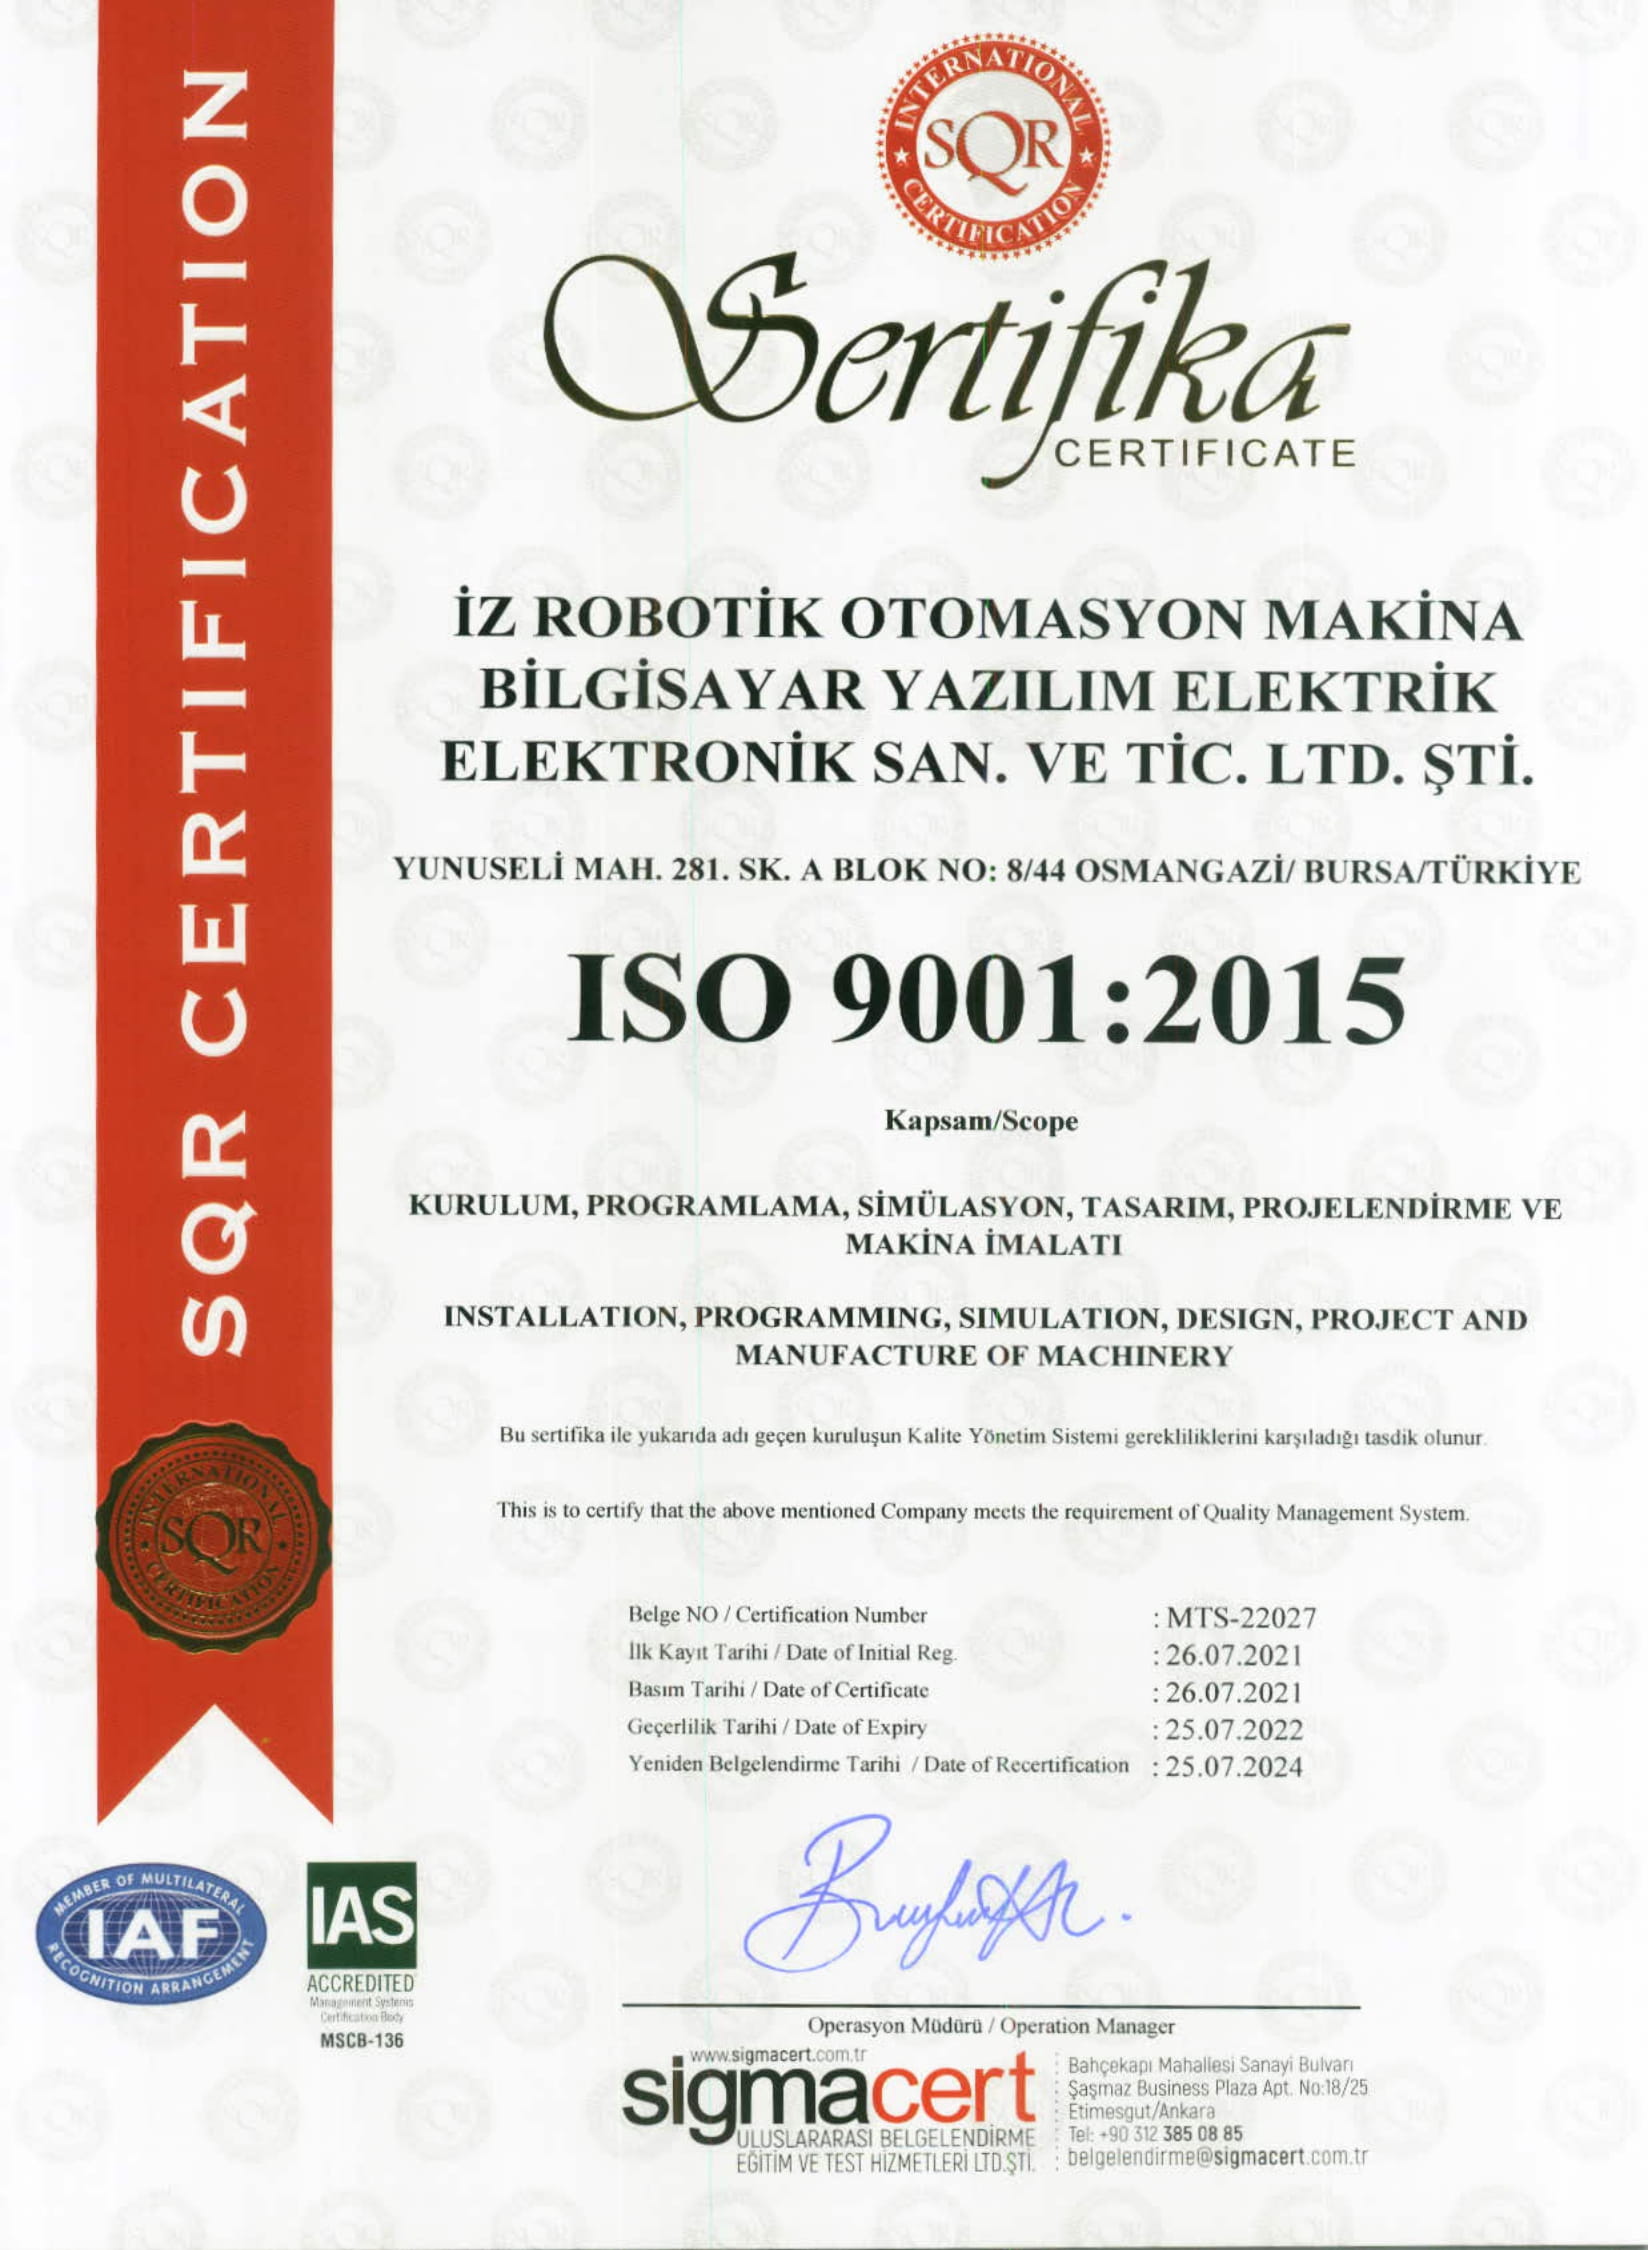 SQR CERTIFICATION
INTERNATIONAL
SQR
CERTIFICATION
Sertifika
CERTIFICATE
İZ ROBOTİK OTOMASYON MAKİNA
BİLGİSAYAR YAZILIM ELEKTRİK
ELEKTRONİK SAN. VE TİC. LTD. ŞTİ.
YUNUSELİ MAH. 281. SK. A BLOK NO: 8/44 OSMANGAZİ/ BURSA/TÜRKİYE
ISO 9001:2015
Kapsam/Scope
KURULUM, PROGRAMLAMA, SİMÜLASYON, TASARIM, PROJELENDİRME VE
MAKİNA İMALATI
INSTALLATION, PROGRAMMING, SIMULATION, DESIGN, PROJECT AND
MANUFACTURE OF MACHINERY
Bu sertifika ile yukarıda adı geçen kuruluşun Kalite Yönetim Sistemi gerekliliklerini karşıladığı tasdik olunur.
This is to certify that the above mentioned Company meets the requirement of Quality Management System.
INTERNATIONAL
SQR
CERTIFICATION
Belge NO / Certification Number : MTS-22027
İlk Kayıt Tarihi / Date of Initial Reg. : 26.07.2021
Basım Tarihi / Date of Certificate : 26.07.2021
Geçerlilik Tarihi / Date of Expiry : 25.07.2022
Yeniden Belgelendirme Tarihi / Date of Recertification : 25.07.2024
MEMBER OF MULTILATERAL
IAF
RECOGNITION ARRANGEMENT
IAS
ACCREDITED
Management Systems
Certification Body
MSCB-136
Operasyon Müdürü / Operation Manager
www.sigmacert.com.tr
sigmacert
ULUSLARARASI BELGELENDİRME
EĞİTİM VE TEST HİZMETLERİ LTD.ŞTİ.
Bahçekapı Mahallesi Sanayi Bulvarı
Şaşmaz Business Plaza Apt. No:18/25
Etimesgut/Ankara
Tel: +90 312 385 08 85
belgelendirme@sigmacert.com.tr